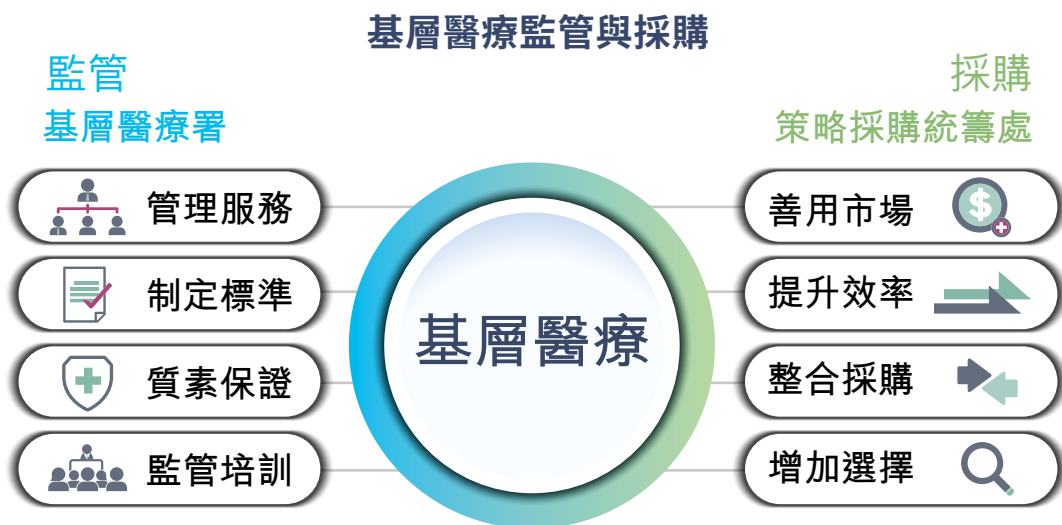 基層醫療監管與採購
監管
基層醫療署
管理服務
制定標準
質素保證
監管培訓
基層醫療
採購
策略採購統籌處
善用市場
$
提升效率
整合採購
增加選擇